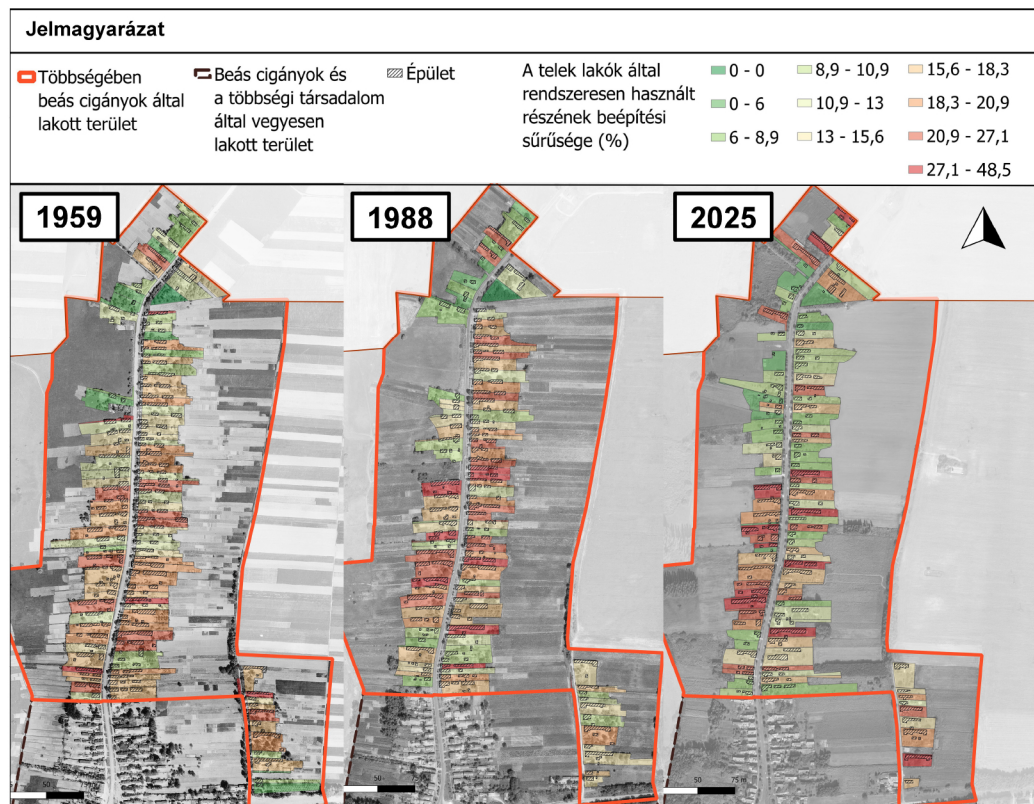 Jelmagyarázat
Többségében
beás cigányok által
lakott terület
Beás cigányok és
a többségi társadalom
által vegyesen
lakott terület
Épület
A telek lakók által
rendszeresen használt
részének beépítési
sűrűsége (%)
0 - 0
0 - 6
6 - 8,9
8,9 - 10,9
10,9 - 13
13 - 15,6
15,6 - 18,3
18,3 - 20,9
20,9 - 27,1
27,1 - 48,5
1959
1988
2025
50
75 m
50
75 m
50
75 m